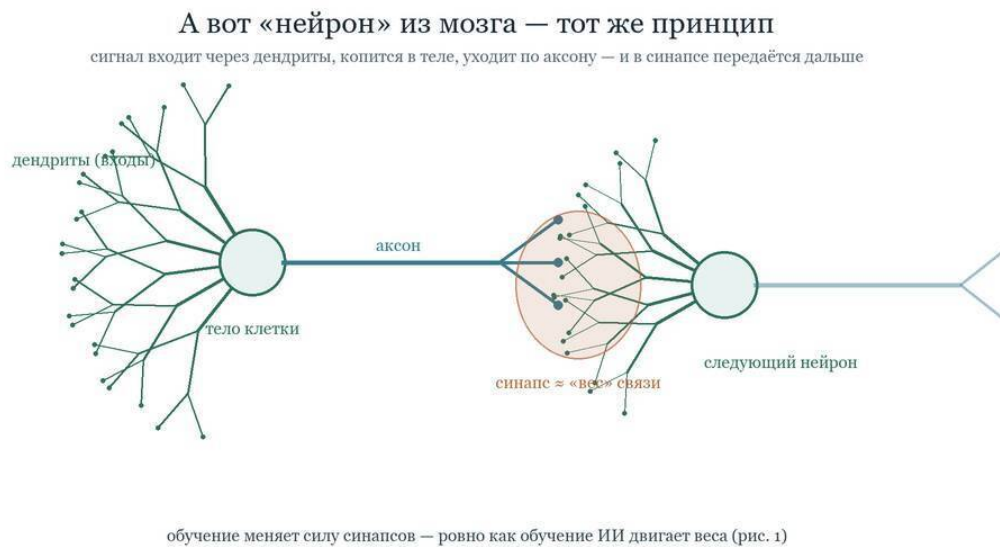 А вот «нейрон» из мозга — тот же принцип
сигнал входит через дендриты, копится в теле, уходит по аксону — и в синапсе передаётся дальше
дендриты (входы)
аксон
тело клетки
следующий нейрон
синапс ≈ «вес» связи
обучение меняет силу синапсов — ровно как обучение ИИ двигает веса (рис. 1)